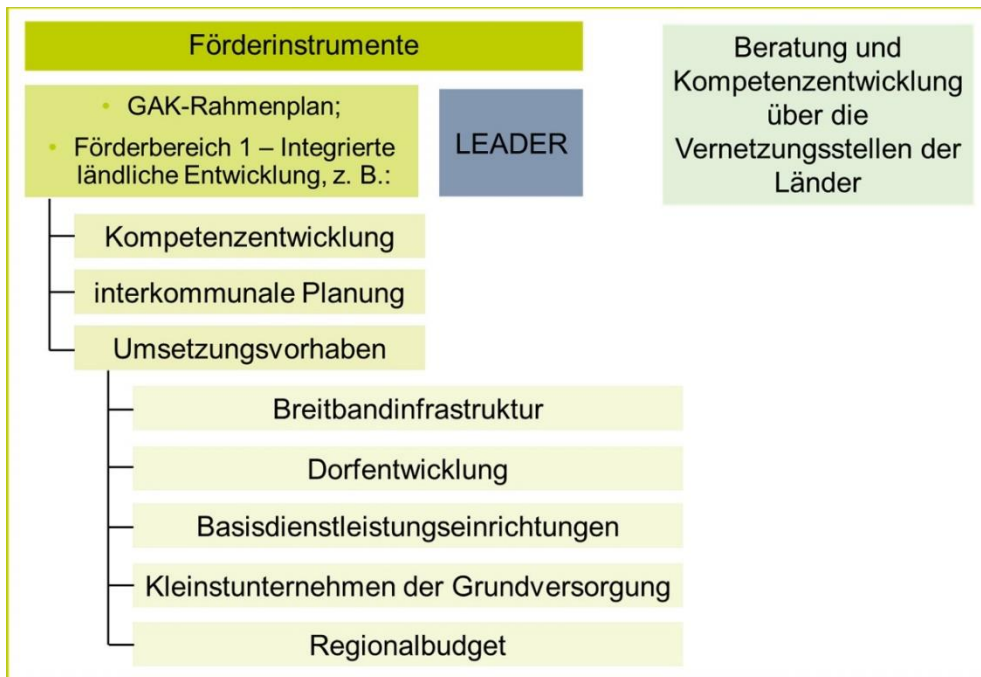 Förderinstrumente
• GAK-Rahmenplan;
• Förderbereich 1 – Integrierte
ländliche Entwicklung, z. B.:
LEADER
Beratung und
Kompetenzentwicklung
über die
Vernetzungsstellen der
Länder
Kompetenzentwicklung
interkommunale Planung
Umsetzungsvorhaben
Breitbandinfrastruktur
Dorfentwicklung
Basisdienstleistungseinrichtungen
Kleinstunternehmen der Grundversorgung
Regionalbudget